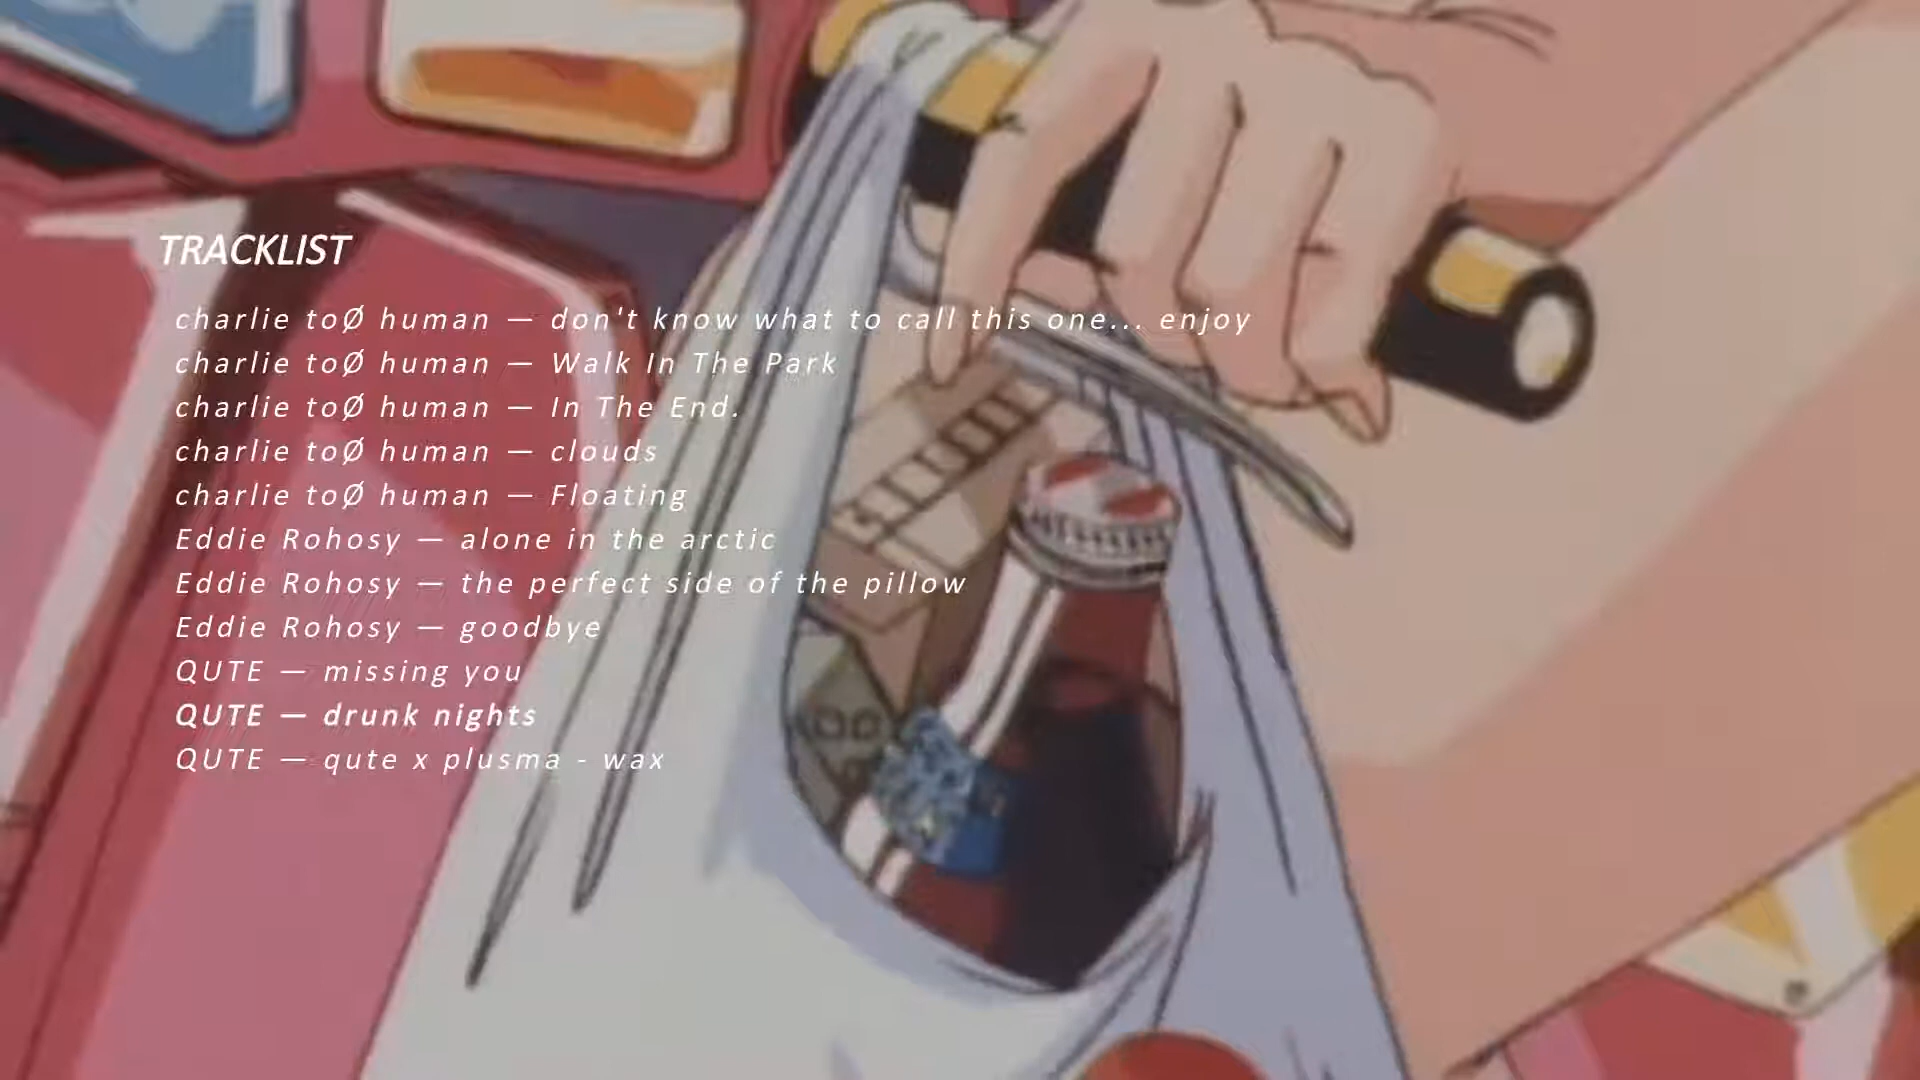 TRACKLIST
charlie toØ human — don't know what to call this one... enjoy
charlie toØ human — Walk In The Park
charlie toØ human — In The End.
charlie toØ human — clouds
charlie toØ human — Floating
Eddie Rohosy — alone in the arctic
Eddie Rohosy — the perfect side of the pillow
Eddie Rohosy — goodbye
QUTE — missing you
QUTE — drunk nights
QUTE — qute x plusma - wax